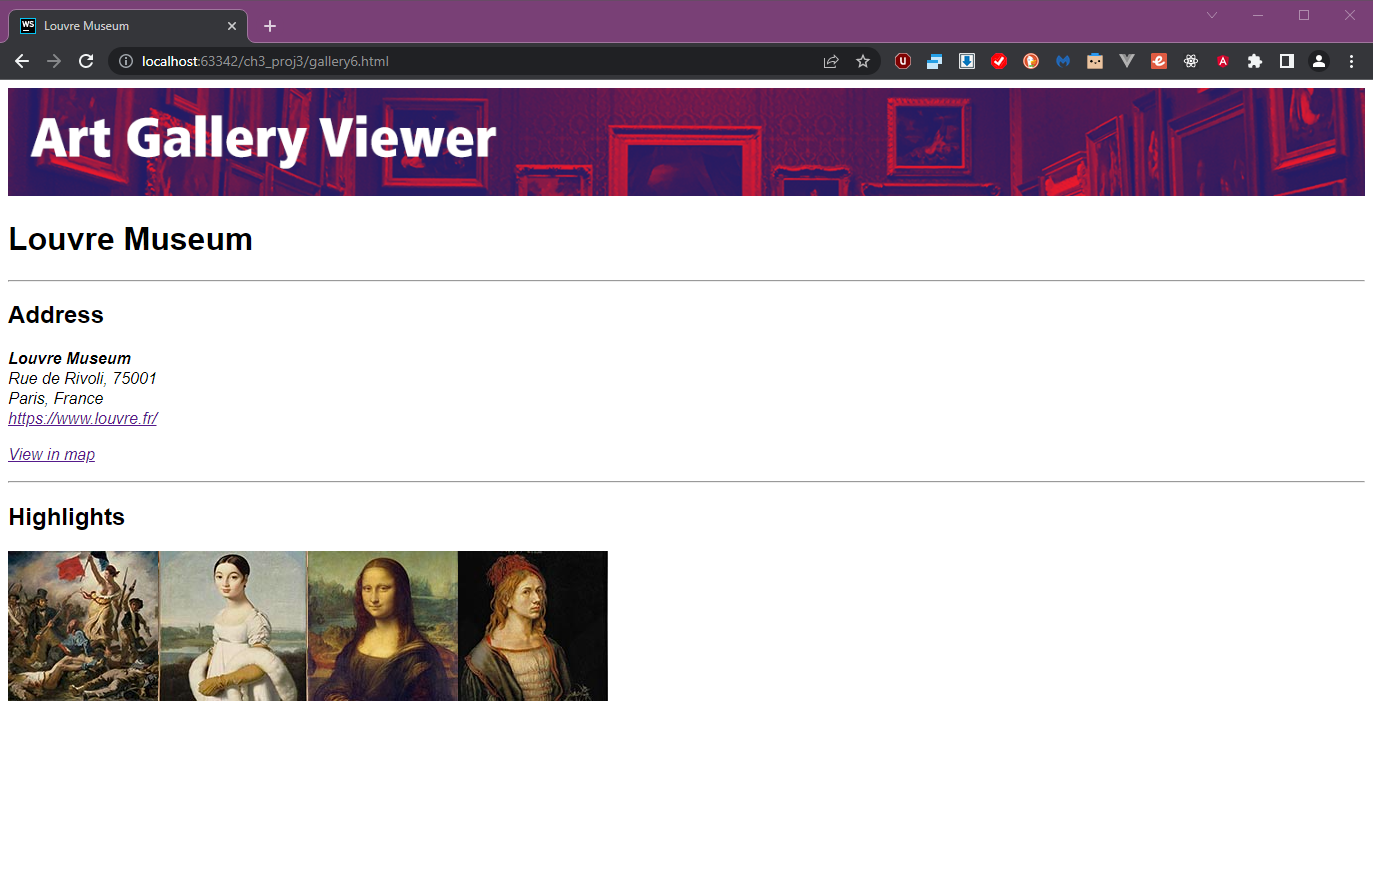 WS Louvre Museum
localhost:63342/ch3_proj3/gallery6.html
Art Gallery Viewer
Louvre Museum
Address
Louvre Museum
Rue de Rivoli, 75001
Paris, France
https://www.louvre.fr/
View in map
Highlights